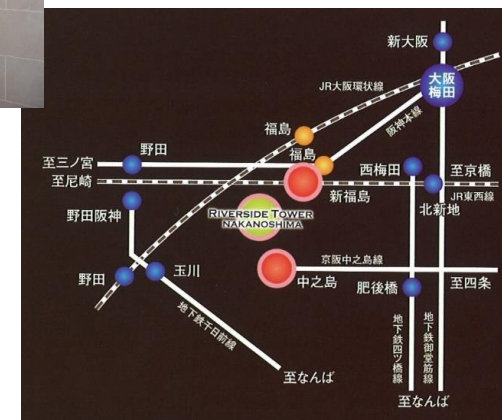 新大阪
大阪
梅田
JR大阪環状線
阪神本線
福島
福島
野田
至三ノ宮
至尼崎
西梅田
至京橋
新福島
JR東西線
北新地
野田阪神
RIVERSIDE TOWER
NAKANOSHIMA
京阪中之島線
野田
玉川
中之島
肥後橋
至四条
地下鉄千日前線
地下鉄四ツ橋線
地下鉄御堂筋線
至なんば
至なんば